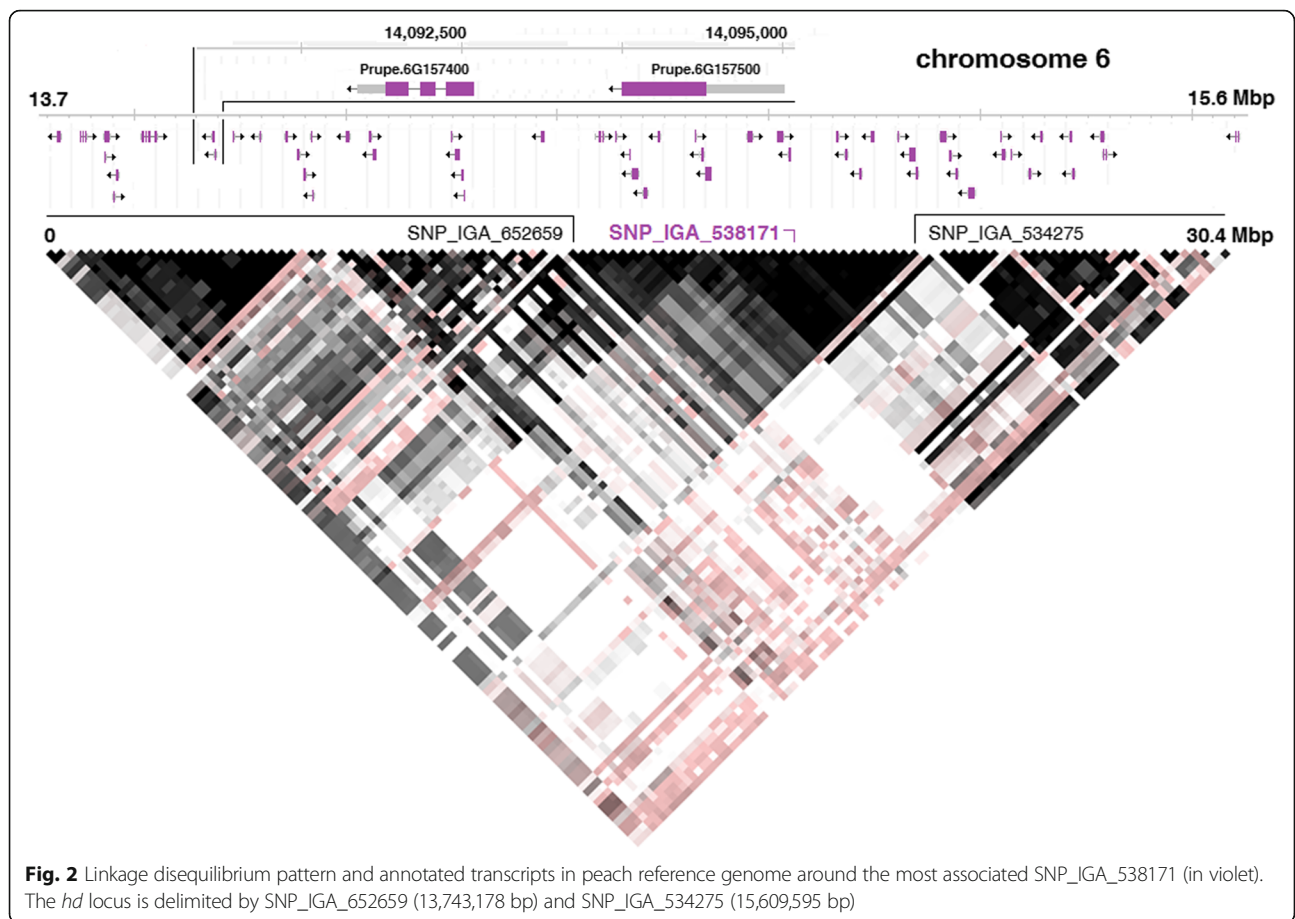 14,092,500 14,095,000
chromosome 6
Prupe.6G157400 Prupe.6G157500
13.7 15.6 Mbp
SNP_IGA_652659 SNP_IGA_538171 SNP_IGA_534275
0 30.4 Mbp
Fig. 2 Linkage disequilibrium pattern and annotated transcripts in peach reference genome around the most associated SNP_IGA_538171 (in violet).
The hd locus is delimited by SNP_IGA_652659 (13,743,178 bp) and SNP_IGA_534275 (15,609,595 bp)